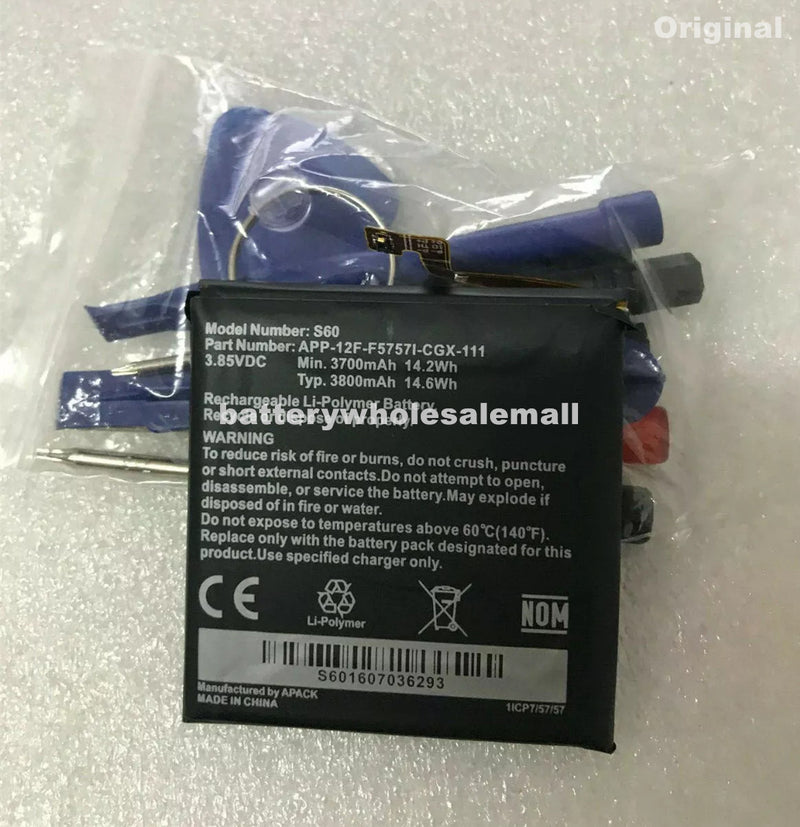 Original
Model Number: S60
Part Number: APP-12F-F5757I-CGX-111
3.85VDC Min. 3700mAh 14.2Wh
Typ. 3800mAh 14.6Wh
Rechargeable Li-Polymer Battery
batterywholesalemall
WARNING
To reduce risk of fire or burns, do not crush, puncture
or short external contacts.Do not attempt to open,
disassemble, or service the battery.May explode if
disposed of in fire or water.
Do not expose to temperatures above 60°C(140°F).
Replace only with the battery pack designated for this
product.Use specified charger only.
CE
Li-Polymer
NOM
S601607036293
Manufactured by APACK
MADE IN CHINA
1ICP7/57/57